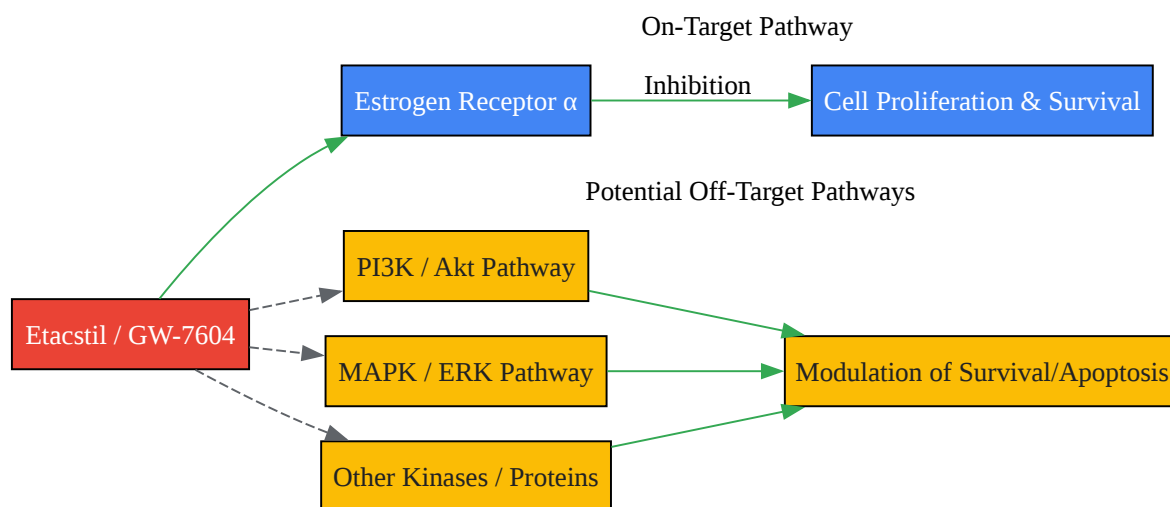 On-Target Pathway
Estrogen Receptor α
Inhibition
Cell Proliferation & Survival
Potential Off-Target Pathways
PI3K / Akt Pathway
Etacstil / GW-7604
MAPK / ERK Pathway
Modulation of Survival/Apoptosis
Other Kinases / Proteins